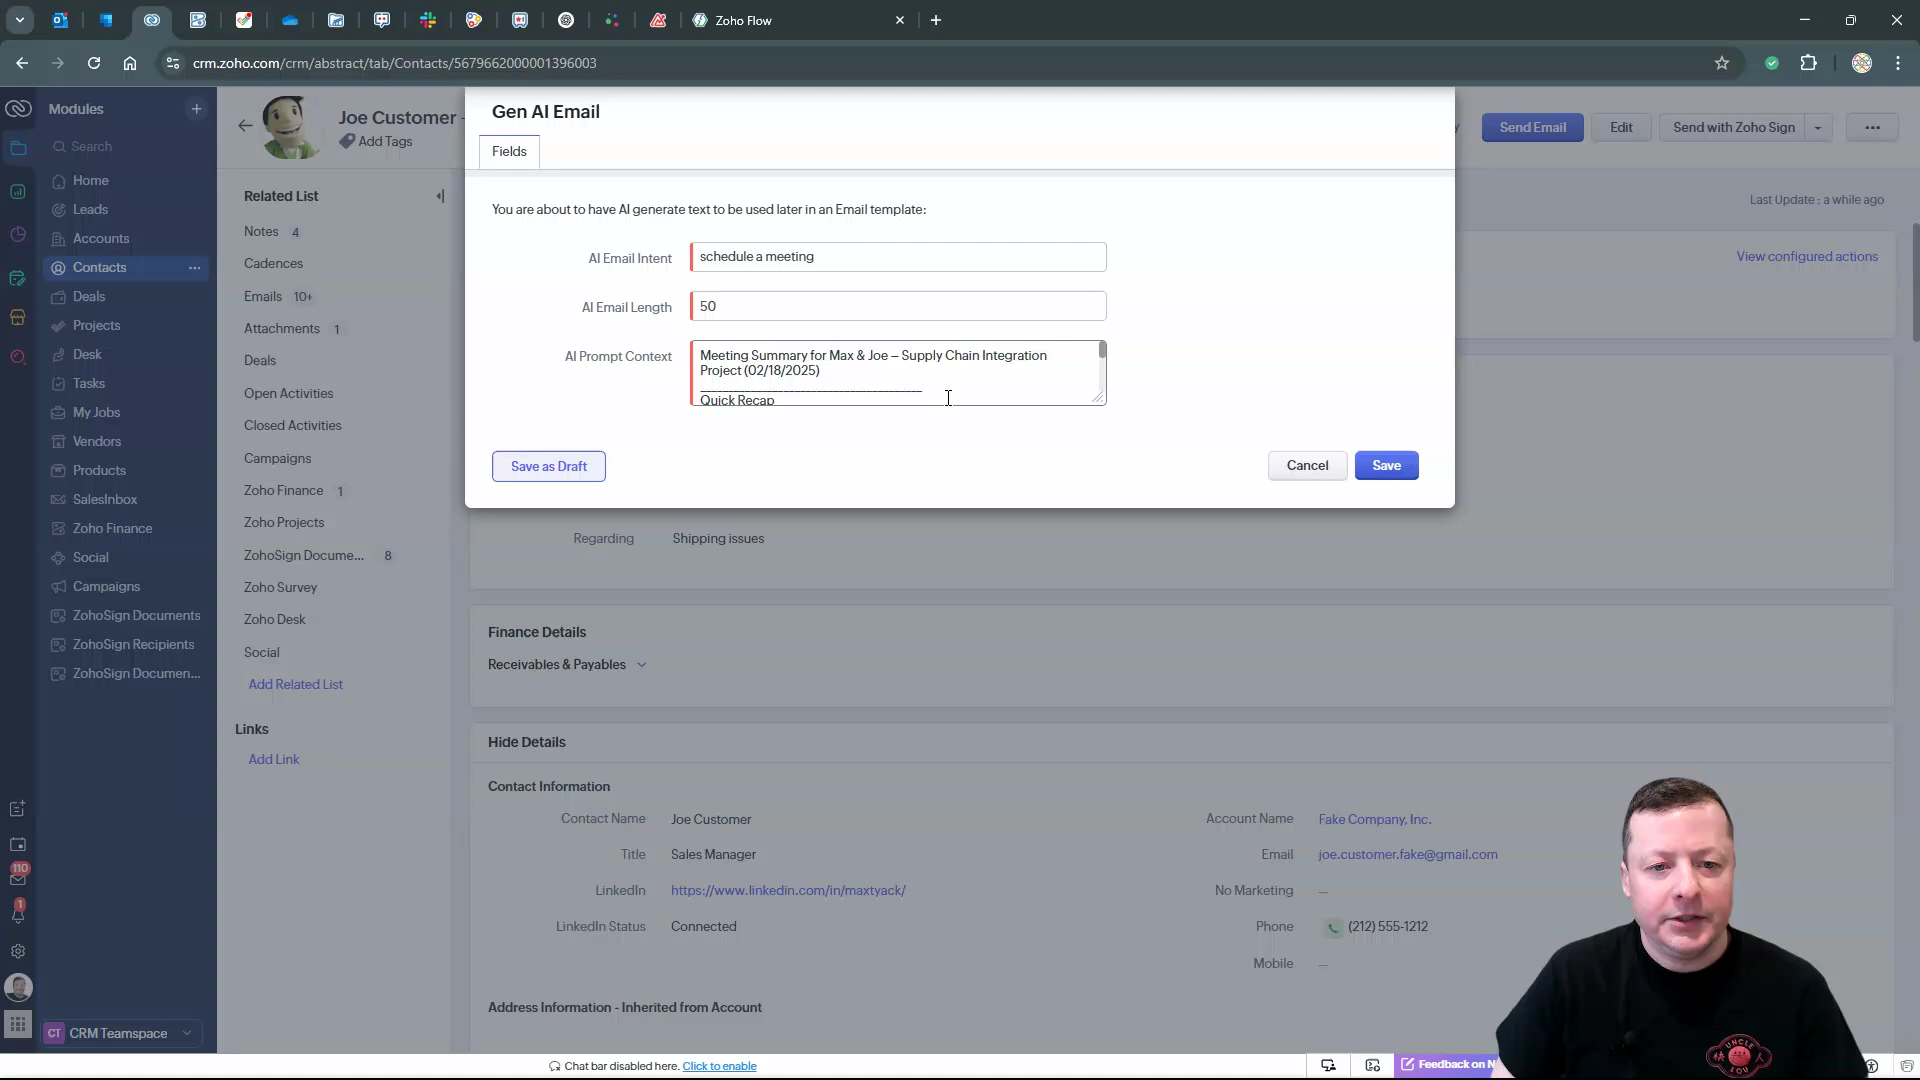 Zoho Flow
crm.zoho.com/crm/abstract/tab/Contacts/5679662000001396003
Modules
Search
Home
Leads
Accounts
Contacts
Deals
Projects
Desk
Tasks
My Jobs
Vendors
Products
SalesInbox
Zoho Finance
Social
Campaigns
ZohoSign Documents
ZohoSign Recipients
ZohoSign Documen...
110
1
CT CRM Teamspace
Joe Customer -
Add Tags
Send Email
Edit
Send with Zoho Sign
Related List
Notes 4
Cadences
Emails 10+
Attachments 1
Deals
Open Activities
Closed Activities
Campaigns
Zoho Finance 1
Zoho Projects
ZohoSign Docume... 8
Zoho Survey
Zoho Desk
Social
Add Related List
Links
Add Link
Last Update : a while ago
View configured actions
Gen AI Email
Fields
You are about to have AI generate text to be used later in an Email template:
AI Email Intent schedule a meeting
AI Email Length 50
AI Prompt Context Meeting Summary for Max & Joe – Supply Chain Integration
Project (02/18/2025)
Quick Recap
Save as Draft
Cancel
Save
Regarding Shipping issues
Finance Details
Receivables & Payables
Hide Details
Contact Information
Contact Name Joe Customer
Account Name Fake Company, Inc.
Title Sales Manager
Email joe.customer.fake@gmail.com
LinkedIn https://www.linkedin.com/in/maxtyack/
No Marketing —
LinkedIn Status Connected
Phone (212) 555-1212
Mobile —
Address Information - Inherited from Account
Chat bar disabled here. Click to enable
Feedback on N
UNCLE
LOU